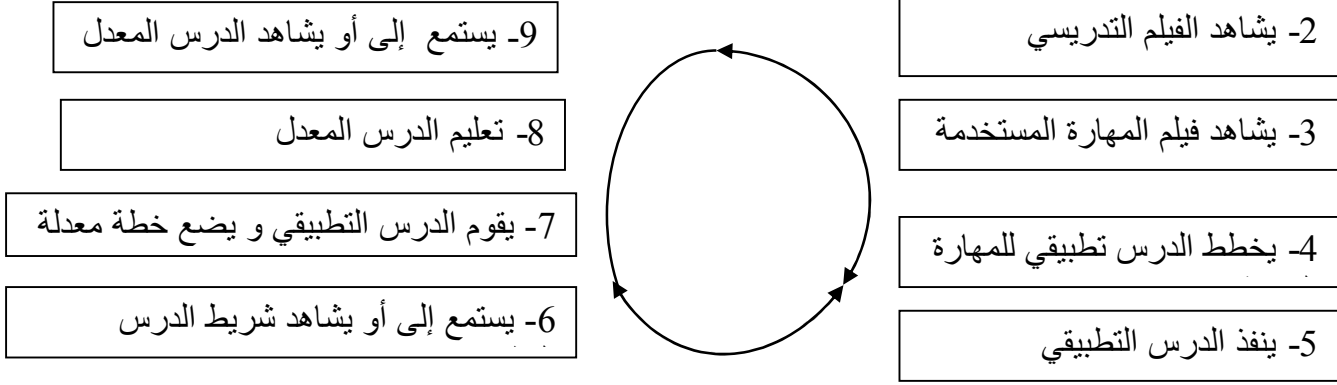 2- يشاهد الفيلم التدريسي
3- يشاهد فيلم المهارة المستخدمة
4- يخطط الدرس تطبيقي للمهارة
5- ينفذ الدرس التطبيقي
6- يستمع إلى أو يشاهد شريط الدرس
7- يقوم الدرس التطبيقي و يضع خطة معدلة
8- تعليم الدرس المعدل
9- يستمع إلى أو يشاهد الدرس المعدل